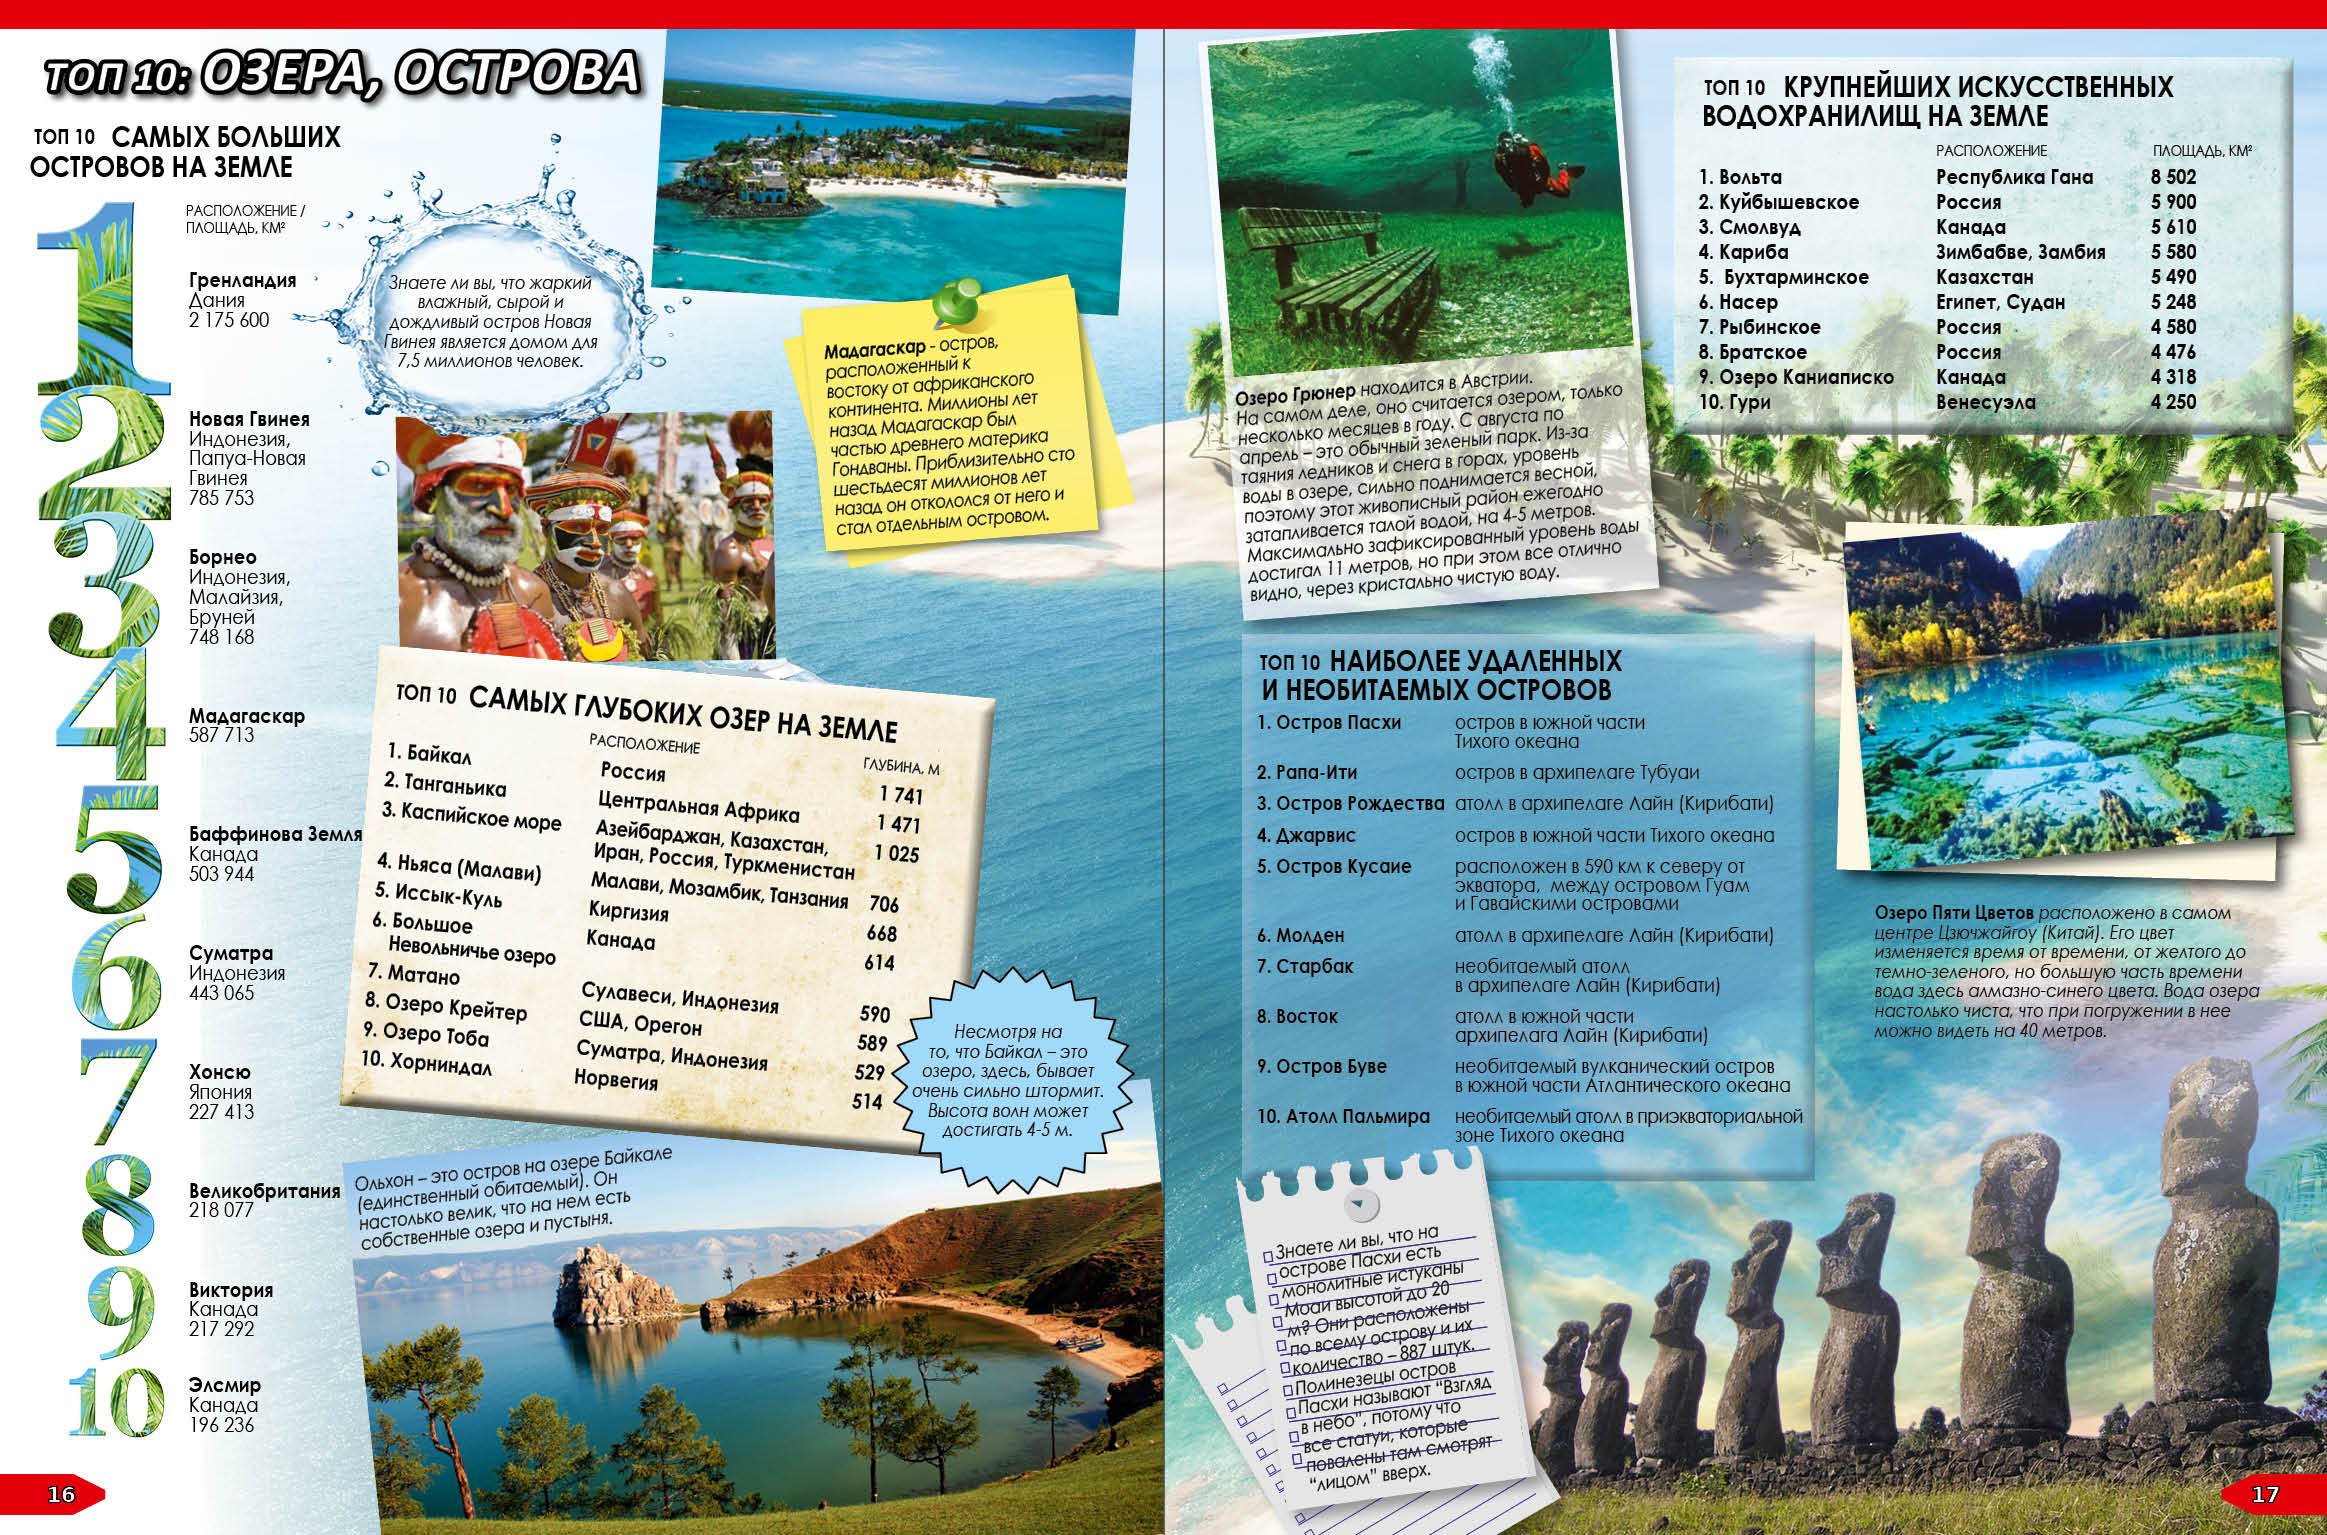 ТОП 10: ОЗЕРА, ОСТРОВА
ТОП 10 САМЫХ БОЛЬШИХ
ОСТРОВОВ НА ЗЕМЛЕ
РАСПОЛОЖЕНИЕ /
ПЛОЩАДЬ, КМ²
1
Гренландия
Дания
2 175 600
2
Новая Гвинея
Индонезия,
Папуа-Новая
Гвинея
785 753
3
Борнео
Индонезия,
Малайзия,
Бруней
748 168
4
Мадагаскар
587 713
5
Баффинова Земля
Канада
503 944
6
Суматра
Индонезия
443 065
7
Хонсю
Япония
227 413
8
Великобритания
218 077
9
Виктория
Канада
217 292
10
Элсмир
Канада
196 236
Знаете ли вы, что жаркий
влажный, сырой и
дождливый остров Новая
Гвинея является домом для
7,5 миллионов человек.
Мадагаскар - остров,
расположенный к
востоку от африканского
континента. Миллионы лет
назад Мадагаскар был
частью древнего материка
Гондваны. Приблизительно сто
шестьдесят миллионов лет
назад он откололся от него и
стал отдельным островом.
ТОП 10 САМЫХ ГЛУБОКИХ ОЗЕР НА ЗЕМЛЕ
РАСПОЛОЖЕНИЕ ГЛУБИНА, М
1. Байкал Россия 1 741
2. Танганьика Центральная Африка 1 471
3. Каспийское море Азейбарджан, Казахстан, 1 025
Иран, Россия, Туркменистан
4. Ньяса (Малави) Малави, Мозамбик, Танзания 706
5. Иссык-Куль Киргизия 668
6. Большое Канада 614
Невольничье озеро
7. Матано Сулавеси, Индонезия 590
8. Озеро Крейтер США, Орегон 589
9. Озеро Тоба Суматра, Индонезия 529
10. Хорниндал Норвегия 514
Несмотря на
то, что Байкал – это
озеро, здесь, бывает
очень сильно штормит.
Высота волн может
достигать 4-5 м.
Ольхон – это остров на озере Байкале
(единственный обитаемый). Он
настолько велик, что на нем есть
собственные озера и пустыня.
16
Озеро Грюнер находится в Австрии.
На самом деле, оно считается озером, только
несколько месяцев в году. С августа по
апрель – это обычный зеленый парк. Из-за
таяния ледников и снега в горах, уровень
воды в озере, сильно поднимается весной,
поэтому этот живописный район ежегодно
затапливается талой водой, на 4-5 метров.
Максимально зафиксированный уровень воды
достигал 11 метров, но при этом все отлично
видно, через кристально чистую воду.
ТОП 10 КРУПНЕЙШИХ ИСКУССТВЕННЫХ
ВОДОХРАНИЛИЩ НА ЗЕМЛЕ
РАСПОЛОЖЕНИЕ ПЛОЩАДЬ, КМ²
1. Вольта Республика Гана 8 502
2. Куйбышевское Россия 5 900
3. Смолвуд Канада 5 610
4. Кариба Зимбабве, Замбия 5 580
5. Бухтарминское Казахстан 5 490
6. Насер Египет, Судан 5 248
7. Рыбинское Россия 4 580
8. Братское Россия 4 476
9. Озеро Каниаписко Канада 4 318
10. Гури Венесуэла 4 250
ТОП 10 НАИБОЛЕЕ УДАЛЕННЫХ
И НЕОБИТАЕМЫХ ОСТРОВОВ
1. Остров Пасхи остров в южной части
Тихого океана
2. Рапа-Ити остров в архипелаге Тубуаи
3. Остров Рождества атолл в архипелаге Лайн (Кирибати)
4. Джарвис остров в южной части Тихого океана
5. Остров Кусаие расположен в 590 км к северу от
экватора, между островом Гуам
и Гавайскими островами
6. Молден атолл в архипелаге Лайн (Кирибати)
7. Старбак необитаемый атолл
в архипелаге Лайн (Кирибати)
8. Восток атолл в южной части
архипелага Лайн (Кирибати)
9. Остров Буве необитаемый вулканический остров
в южной части Атлантического океана
10. Атолл Пальмира необитаемый атолл в приэкваториальной
зоне Тихого океана
Озеро Пяти Цветов расположено в самом
центре Цзючжайгоу (Китай). Его цвет
изменяется время от времени, от желтого до
темно-зеленого, но большую часть времени
вода здесь алмазно-синего цвета. Вода озера
настолько чиста, что при погружении в нее
можно видеть на 40 метров.
Знаете ли вы, что на
острове Пасхи есть
монолитные истуканы
Моаи высотой до 20
м? Они расположены
по всему острову и их
количество – 887 штук.
Полинезецы остров
Пасхи называют “Взгляд
в небо”, потому что
все статуи, которые
повалены там смотрят
“лицом” вверх.
17